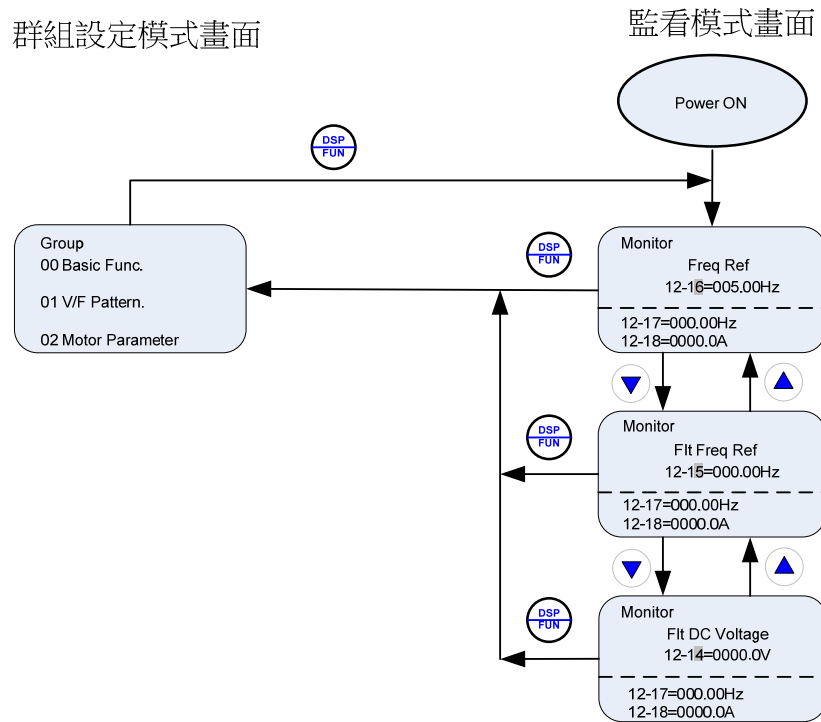 群組設定模式畫面
監看模式畫面
Power ON
DSP
FUN
Group
00 Basic Func.
01 V/F Pattern.
02 Motor Parameter
DSP
FUN
Monitor
Freq Ref
12-16=005.00Hz
12-17=000.00Hz
12-18=0000.0A
DSP
FUN
Monitor
Flt Freq Ref
12-15=000.00Hz
12-17=000.00Hz
12-18=0000.0A
DSP
FUN
Monitor
Flt DC Voltage
12-14=0000.0V
12-17=000.00Hz
12-18=0000.0A